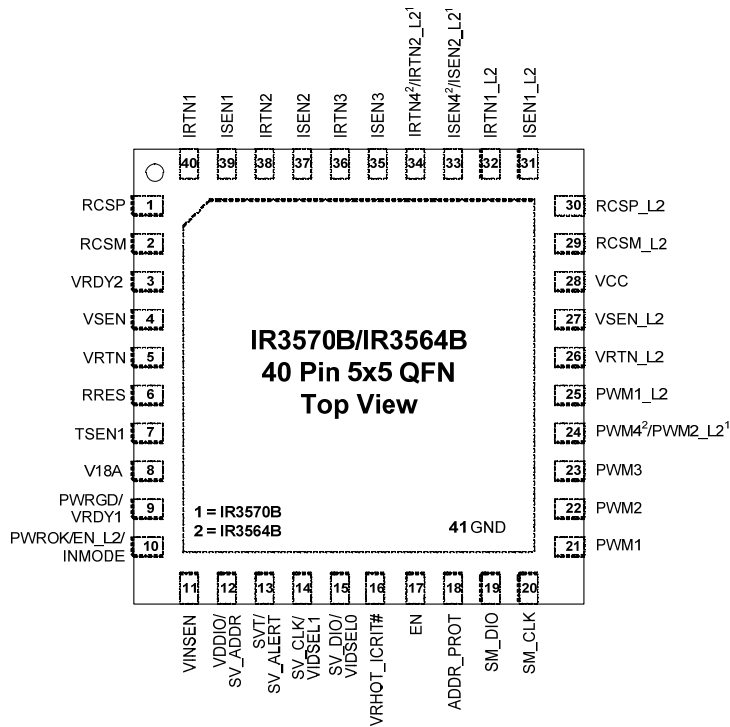 IRTN1
ISEN1
IRTN2
ISEN2
IRTN3
ISEN3
IRTN4²/IRTN2_L2¹
ISEN4²/ISEN2_L2¹
IRTN1_L2
ISEN1_L2
40 39 38 37 36 35 34 33 32 31
RCSP 1
RCSM 2
VRDY2 3
VSEN 4
VRTN 5
RRES 6
TSEN1 7
V18A 8
PWRGD/
VRDY1 9
PWROK/EN_L2/
INMODE 10
30 RCSP_L2
29 RCSM_L2
28 VCC
27 VSEN_L2
26 VRTN_L2
25 PWM1_L2
24 PWM4²/PWM2_L2¹
23 PWM3
22 PWM2
21 PWM1
IR3570B/IR3564B
40 Pin 5x5 QFN
Top View
1 = IR3570B
2 = IR3564B
41 GND
11 12 13 14 15 16 17 18 19 20
VINSEN
VDDIO/
SV_ADDR
SVT/
SV_ALERT
SV_CLK/
VIDSEL1
SV_DIO/
VIDSEL0
VRHOT_ICRIT#
EN
ADDR_PROT
SM_DIO
SM_CLK